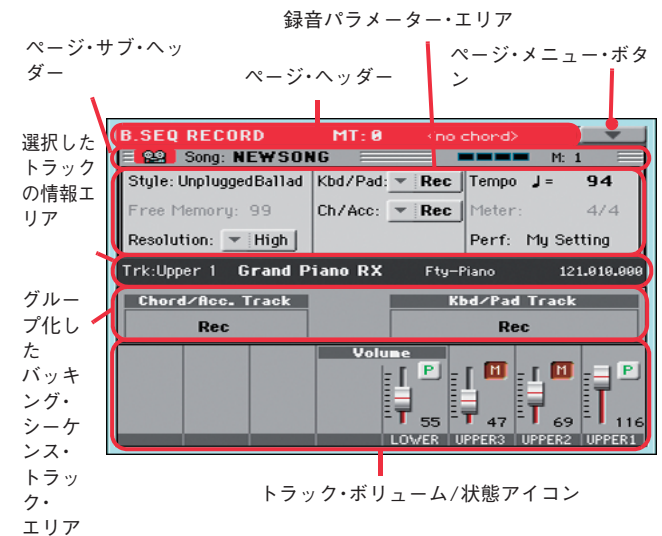 録音パラメーター・エリア
ページ・サブ・ヘッ
ダー
ページ・ヘッダー
ページ・メニュー・ボタ
ン
選択した
トラック
の情報エ
リア
グルー
プ化し
た
バッキ
ング・
シーケ
ンス・
トラッ
ク・
エリア
B.SEQ RECORD MT: 0 <no chord>
Song: NEWSONG M: 1
Style: UnpluggedBallad Kbd/Pad: Rec Tempo ♩= 94
Free Memory: 99 Ch/Acc: Rec Meter: 4/4
Resolution: High Perf: My Setting
Trk:Upper 1 Grand Piano RX Fty-Piano 121.010.000
Chord/Acc. Track Kbd/Pad Track
Rec Rec
Volume
P M M P
55 47 69 116
LOWER UPPER3 UPPER2 UPPER1
トラック・ボリューム/状態アイコン